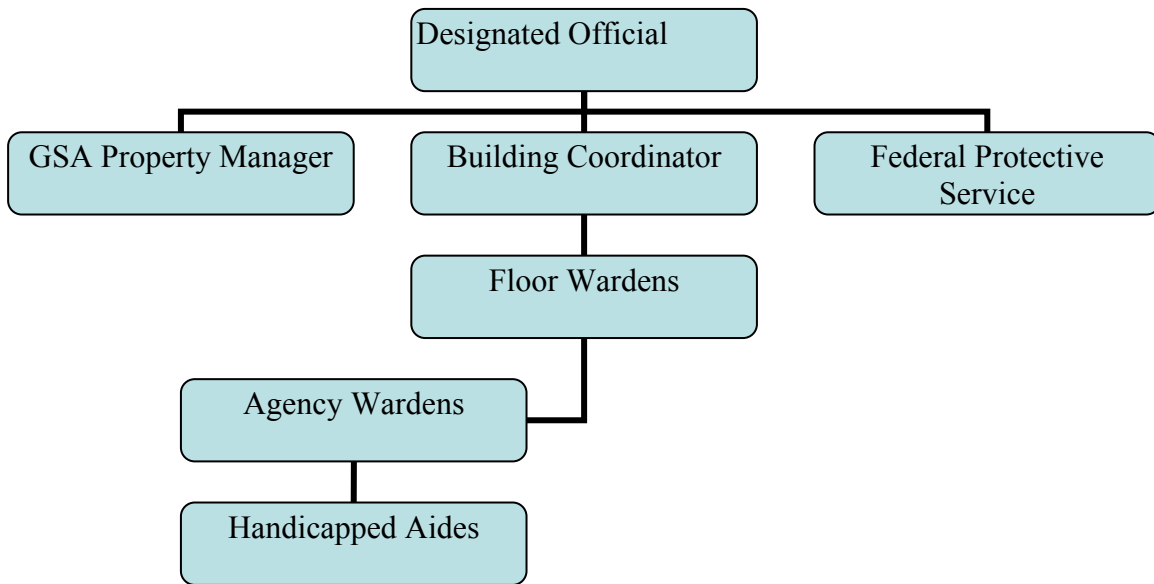 Designated Official
GSA Property Manager
Building Coordinator
Federal Protective
Service
Floor Wardens
Agency Wardens
Handicapped Aides